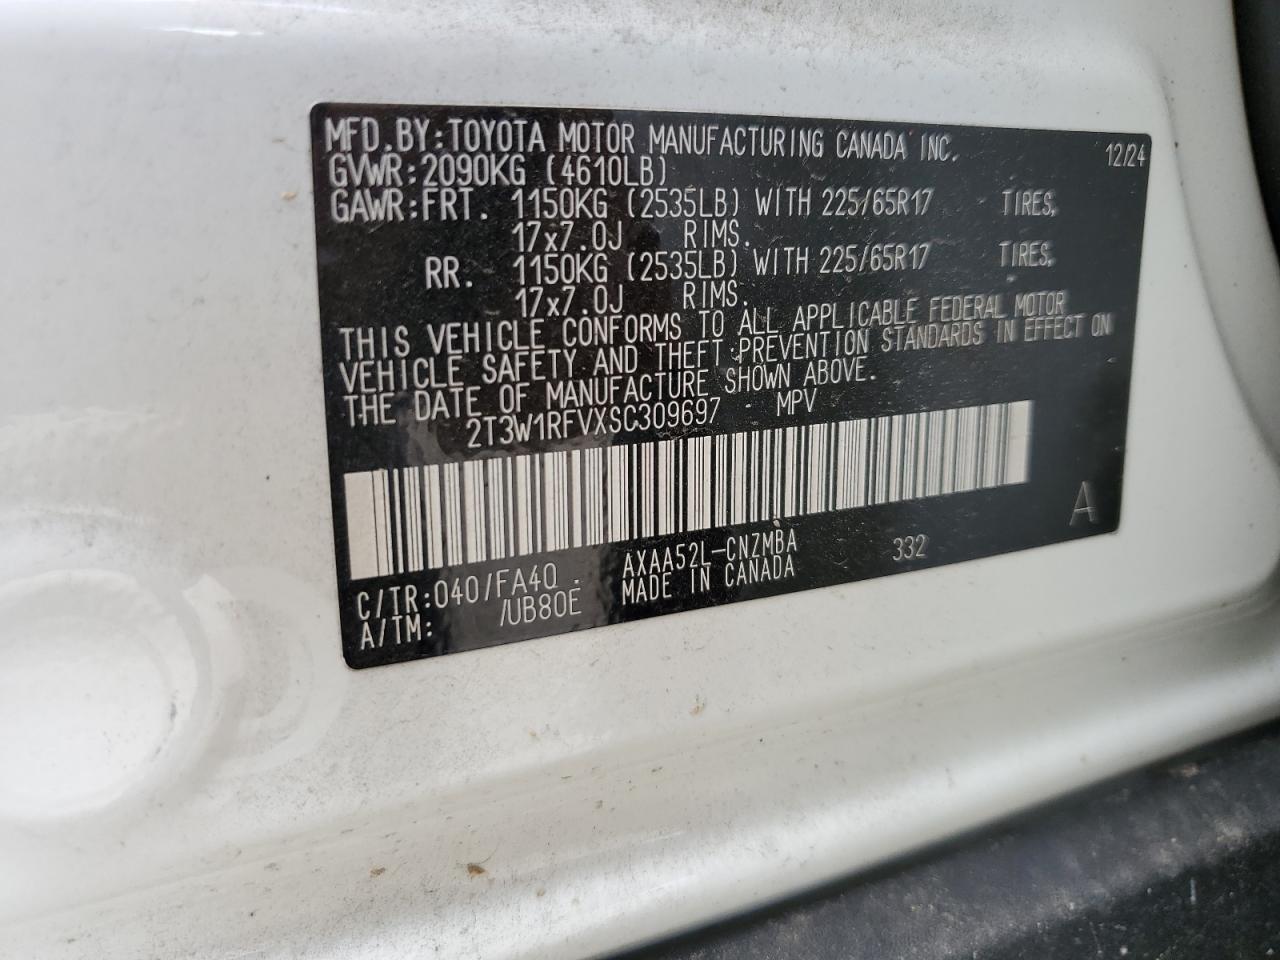 MFD.BY:TOYOTA MOTOR MANUFACTURING CANADA INC. 12/24
GVWR:2090KG (4610LB)
GAWR:FRT. 1150KG (2535LB) WITH 225/65R17 TIRES,
17x7.0J RIMS.
RR. 1150KG (2535LB) WITH 225/65R17 TIRES,
17x7.0J RIMS.
THIS VEHICLE CONFORMS TO ALL APPLICABLE FEDERAL MOTOR
VEHICLE SAFETY AND THEFT PREVENTION STANDARDS IN EFFECT ON
THE DATE OF MANUFACTURE SHOWN ABOVE.
2T3W1RFVXSC309697 MPV
C/TR:040/FA40 AXAA52L-CNZMBA 332 A
A/TM: /UB80E MADE IN CANADA